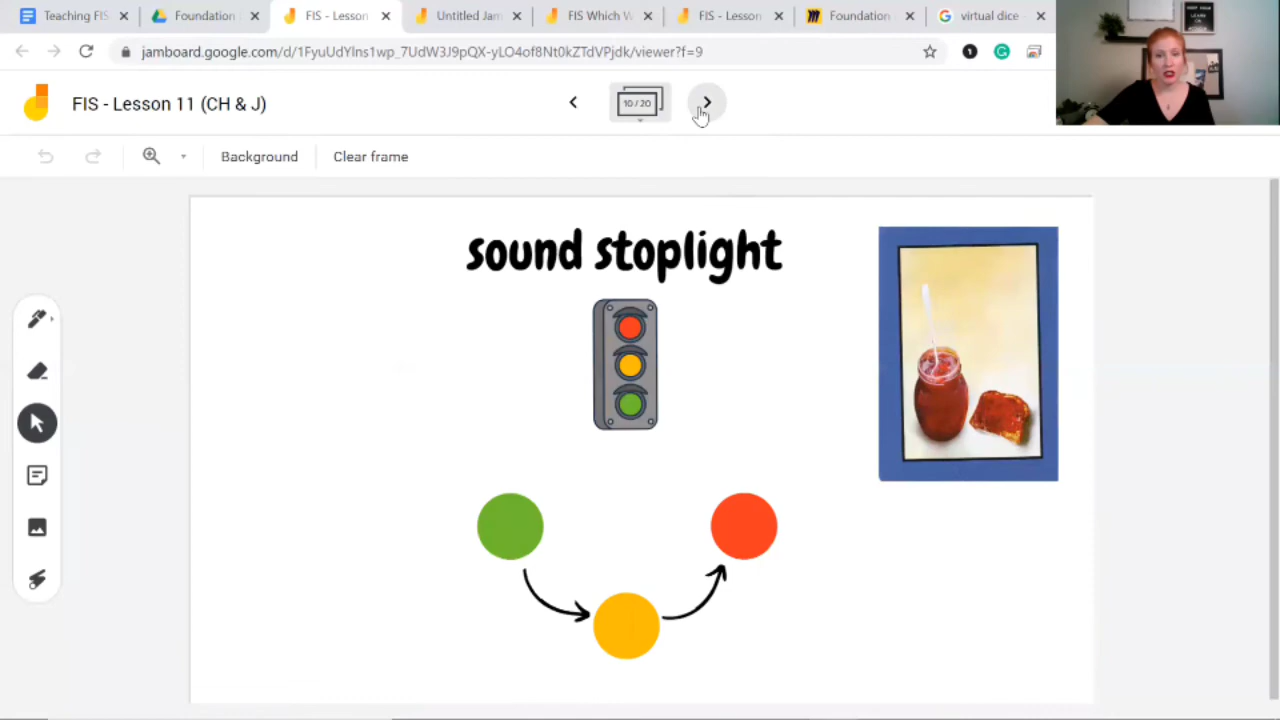 Teaching FIS
Foundation
FIS - Lesson
Untitled Jar
FIS Which W
FIS - Lesson
Foundation
virtual dice -
jamboard.google.com/d/1FyuUdYlns1wp_7UdW3J9pQX-yLO4of8Nt0kZTdVPjdk/viewer?f=9
FIS - Lesson 11 (CH & J)
10 / 20
Background
Clear frame
sound stoplight